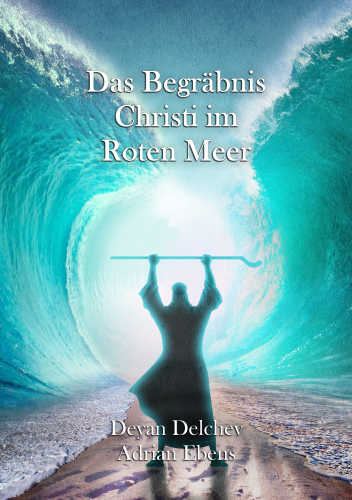 Das Begräbnis
Christi im
Roten Meer
Deyan Delchev
Adrian Ebens